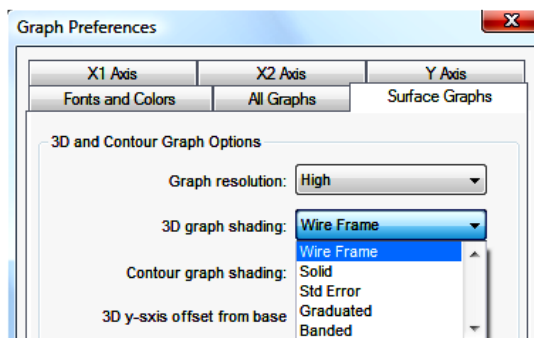 Graph Preferences
X1 Axis X2 Axis Y Axis
Fonts and Colors All Graphs Surface Graphs
3D and Contour Graph Options
Graph resolution: High
3D graph shading: Wire Frame
Wire Frame
Contour graph shading: Solid
Std Error
3D y-sxis offset from base Graduated
Banded